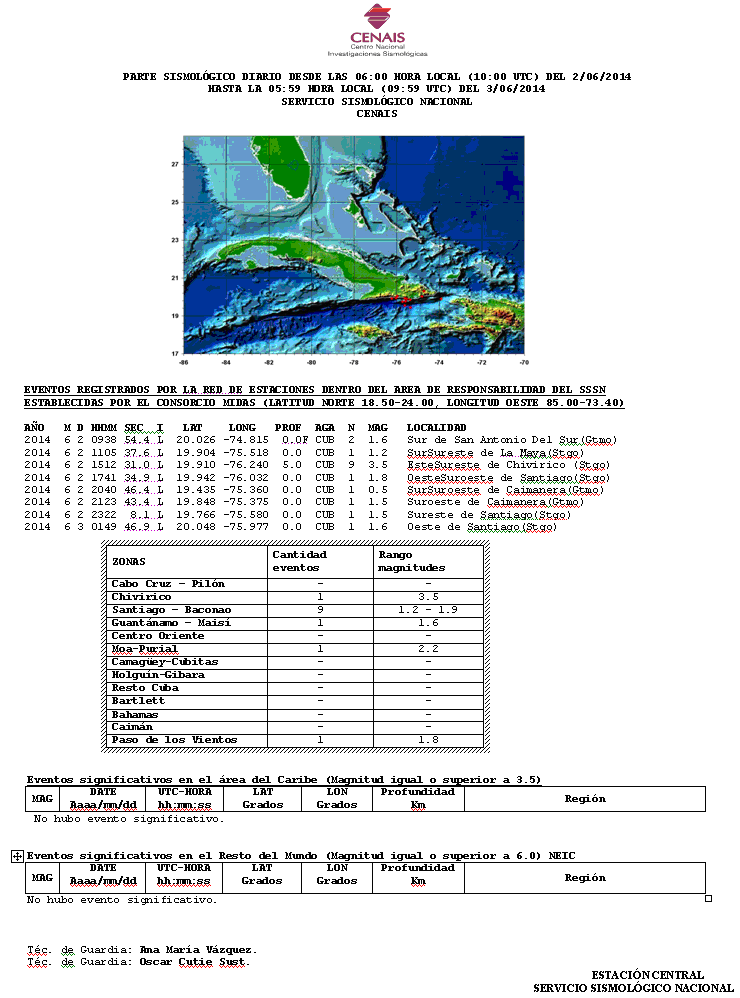 CENAIS
Centro Nacional
Investigaciones Sismológicas
PARTE SISMOLÓGICO DIARIO DESDE LAS 06:00 HORA LOCAL (10:00 UTC) DEL 2/06/2014
HASTA LA 05:59 HORA LOCAL (09:59 UTC) DEL 3/06/2014
SERVICIO SISMOLÓGICO NACIONAL
CENAIS
27
25
23
21
19
17
-86 -84 -82 -80 -78 -76 -74 -72 -70
EVENTOS REGISTRADOS POR LA RED DE ESTACIONES DENTRO DEL AREA DE RESPONSABILIDAD DEL SSSN
ESTABLECIDAS POR EL CONSORCIO MIDAS (LATITUD NORTE 18.50-24.00, LONGITUD OESTE 85.00-73.40)
AÑO M D HHMM SEC I LAT LONG PROF AGA N MAG LOCALIDAD
2014 6 2 0938 54.4 L 20.026 -74.815 0.0F CUB 2 1.6 Sur de San Antonio Del Sur(Gtmo)
2014 6 2 1105 37.6 L 19.904 -75.518 0.0 CUB 1 1.2 SurSureste de La Maya(Stgo)
2014 6 2 1512 31.0 L 19.910 -76.240 5.0 CUB 9 3.5 EsteSureste de Chivirico (Stgo)
2014 6 2 1741 34.9 L 19.942 -76.032 0.0 CUB 1 1.8 OesteSuroeste de Santiago(Stgo)
2014 6 2 2040 46.4 L 19.435 -75.360 0.0 CUB 1 0.5 SurSuroeste de Caimanera(Gtmo)
2014 6 2 2128 43.4 L 19.848 -75.375 0.0 CUB 1 1.5 Suroeste de Caimanera(Gtmo)
2014 6 2 2322 8.1 L 19.766 -75.580 0.0 CUB 1 1.5 Sureste de Santiago(Stgo)
2014 6 3 0149 46.9 L 20.048 -75.977 0.0 CUB 1 1.6 Oeste de Santiago(Stgo)
ZONAS Cantidad eventos Rango magnitudes
Cabo Cruz – Pilón - -
Chivirico 1 3.5
Santiago – Baconao 9 1.2 - 1.9
Guantánamo – Maisí 1 1.6
Centro Oriente - -
Moa-Purial 1 2.2
Camagüey-Cubitas - -
Holguín-Gibara - -
Resto Cuba - -
Bartlett - -
Bahamas - -
Caimán - -
Paso de los Vientos 1 1.8
Eventos significativos en el área del Caribe (Magnitud igual o superior a 3.5)
MAG DATE Aaaa/mm/dd UTC-HORA hh:mm:ss LAT Grados LON Grados Profundidad Km Región
No hubo evento significativo.
Eventos significativos en el Resto del Mundo (Magnitud igual o superior a 6.0) NEIC
MAG DATE Aaaa/mm/dd UTC-HORA hh:mm:ss LAT Grados LON Grados Profundidad Km Región
No hubo evento significativo.
Téc. de Guardia: Ana María Vázquez.
Téc. de Guardia: Oscar Cutie Sust.
ESTACIÓN CENTRAL
SERVICIO SISMOLÓGICO NACIONAL